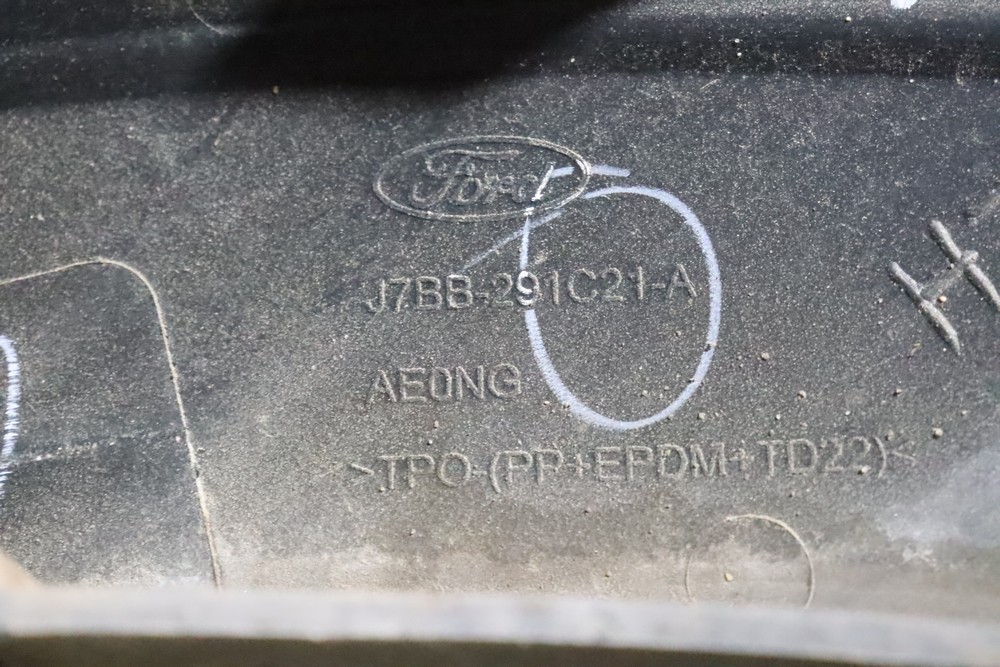 Ford
J7BB-291C21-A
AE0NG
>TPO-(PP+EPDM+TD22)<
H